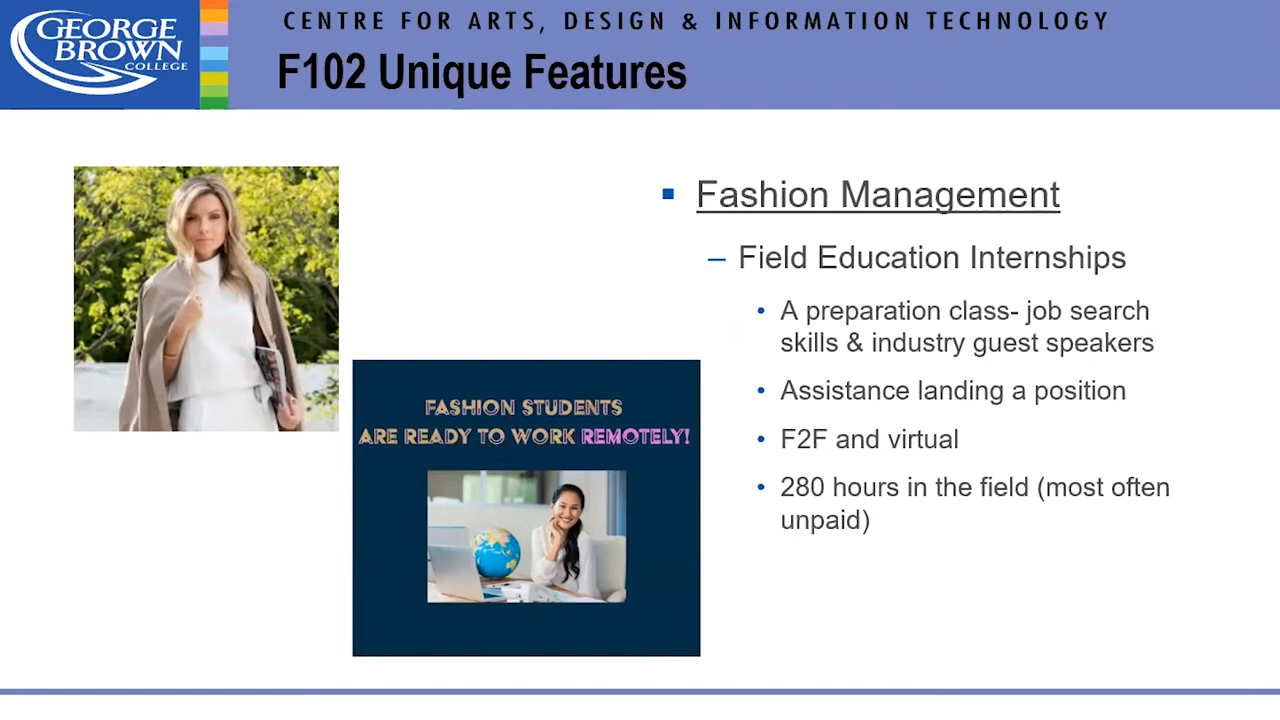 GEORGE
BROWN
COLLEGE
CENTRE FOR ARTS, DESIGN & INFORMATION TECHNOLOGY
F102 Unique Features
Fashion Management
– Field Education Internships
• A preparation class- job search
skills & industry guest speakers
• Assistance landing a position
• F2F and virtual
• 280 hours in the field (most often
unpaid)
FASHION STUDENTS
ARE READY TO WORK REMOTELY!